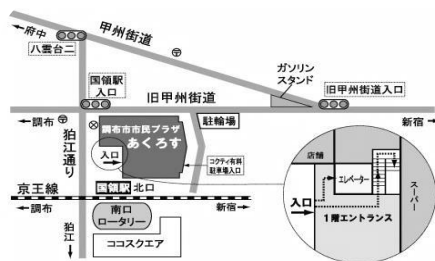 甲州街道
府中
八雲台二
ガソリン
スタンド
国領駅
入口
旧甲州街道
旧甲州街道入口
調布
新宿
狛江通り
調布市市民プラザ
あくろす
駐輪場
入口
コクティ有料
駐車場入口
京王線
国領駅 北口
調布
新宿
南口
ロータリー
狛江
ココスクエア
店舗
エレベーター
スーパー
入口
1階エントランス